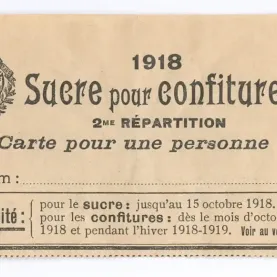 1918
Sucre pour confiture
2ME RÉPARTITION
Carte pour une personne
m :
ité : pour le sucre : jusqu'au 15 octobre 1918.
pour les confitures : dès le mois d'octo
1918 et pendant l'hiver 1918-1919. Voir au v